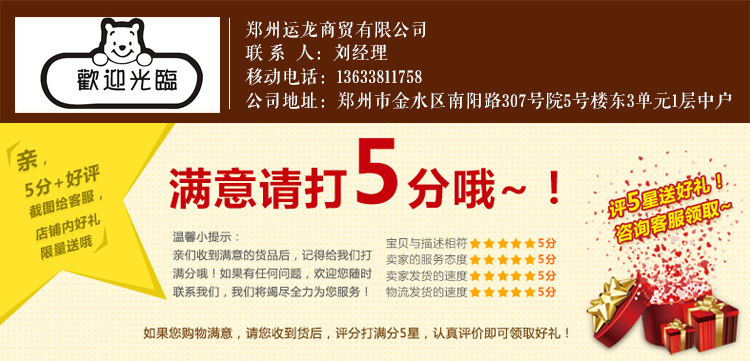 歡迎光臨
郑州运龙商贸有限公司
联 系 人：刘经理
移动电话：13633811758
公司地址：郑州市金水区南阳路307号院5号楼东3单元1层中户
亲，
5分+好评
截图给客服，
店铺内好礼
限量送哦
满意请打5分哦~！
温馨小提示：
亲们收到满意的货品后，记得给我们打
满分哦！如果有任何问题，欢迎您随时
联系我们，我们将竭尽全力为您服务！
宝贝与描述相符★★★★★5分
卖家的服务态度★★★★★5分
卖家发货的速度★★★★★5分
物流发货的速度★★★★★5分
评5星送好礼！
咨询客服领取~
如果您购物满意，请您收到货后，评分打满分5星，认真评价即可领取好礼！